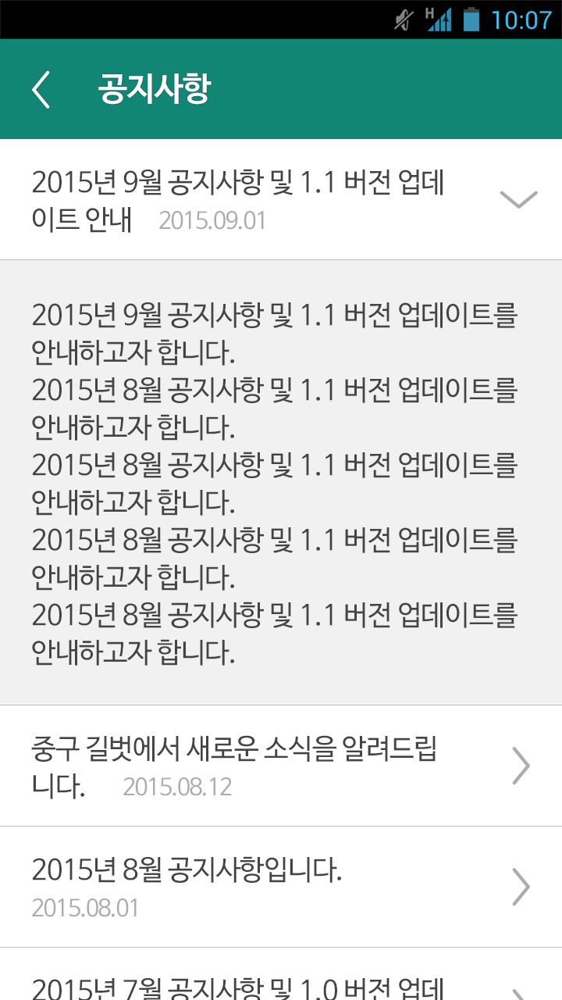 H 10:07
공지사항
2015년 9월 공지사항 및 1.1 버전 업데
이트 안내 2015.09.01
2015년 9월 공지사항 및 1.1 버전 업데이트를
안내하고자 합니다.
2015년 8월 공지사항 및 1.1 버전 업데이트를
안내하고자 합니다.
2015년 8월 공지사항 및 1.1 버전 업데이트를
안내하고자 합니다.
2015년 8월 공지사항 및 1.1 버전 업데이트를
안내하고자 합니다.
2015년 8월 공지사항 및 1.1 버전 업데이트를
안내하고자 합니다.
중구 길벗에서 새로운 소식을 알려드립
니다. 2015.08.12
2015년 8월 공지사항입니다.
2015.08.01
2015년 7월 공지사항 및 1.0 버전 업데